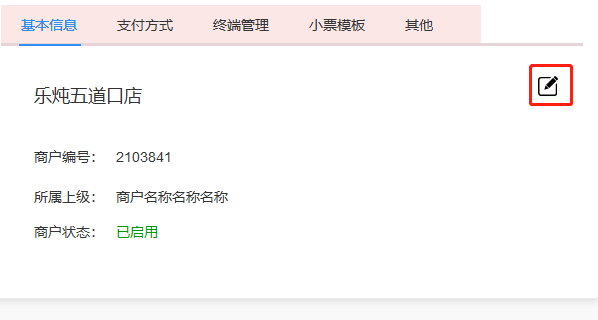 基本信息 支付方式 终端管理 小票模板 其他
乐炖五道口店
商户编号： 2103841
所属上级： 商户名称名称名称
商户状态： 已启用